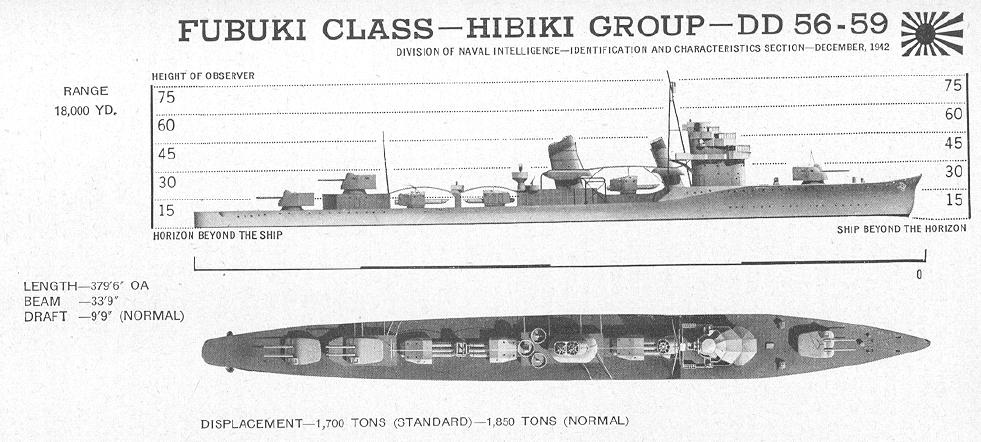 FUBUKI CLASS—HIBIKI GROUP—DD 56-59
DIVISION OF NAVAL INTELLIGENCE—IDENTIFICATION AND CHARACTERISTICS SECTION—DECEMBER, 1942
HEIGHT OF OBSERVER
RANGE
18,000 YD.
75 75
60 60
45 45
30 30
15 15
HORIZON BEYOND THE SHIP SHIP BEYOND THE HORIZON
0
LENGTH—379'6" OA
BEAM —33'9"
DRAFT —9'9" (NORMAL)
DISPLACEMENT—1,700 TONS (STANDARD)—1,850 TONS (NORMAL)